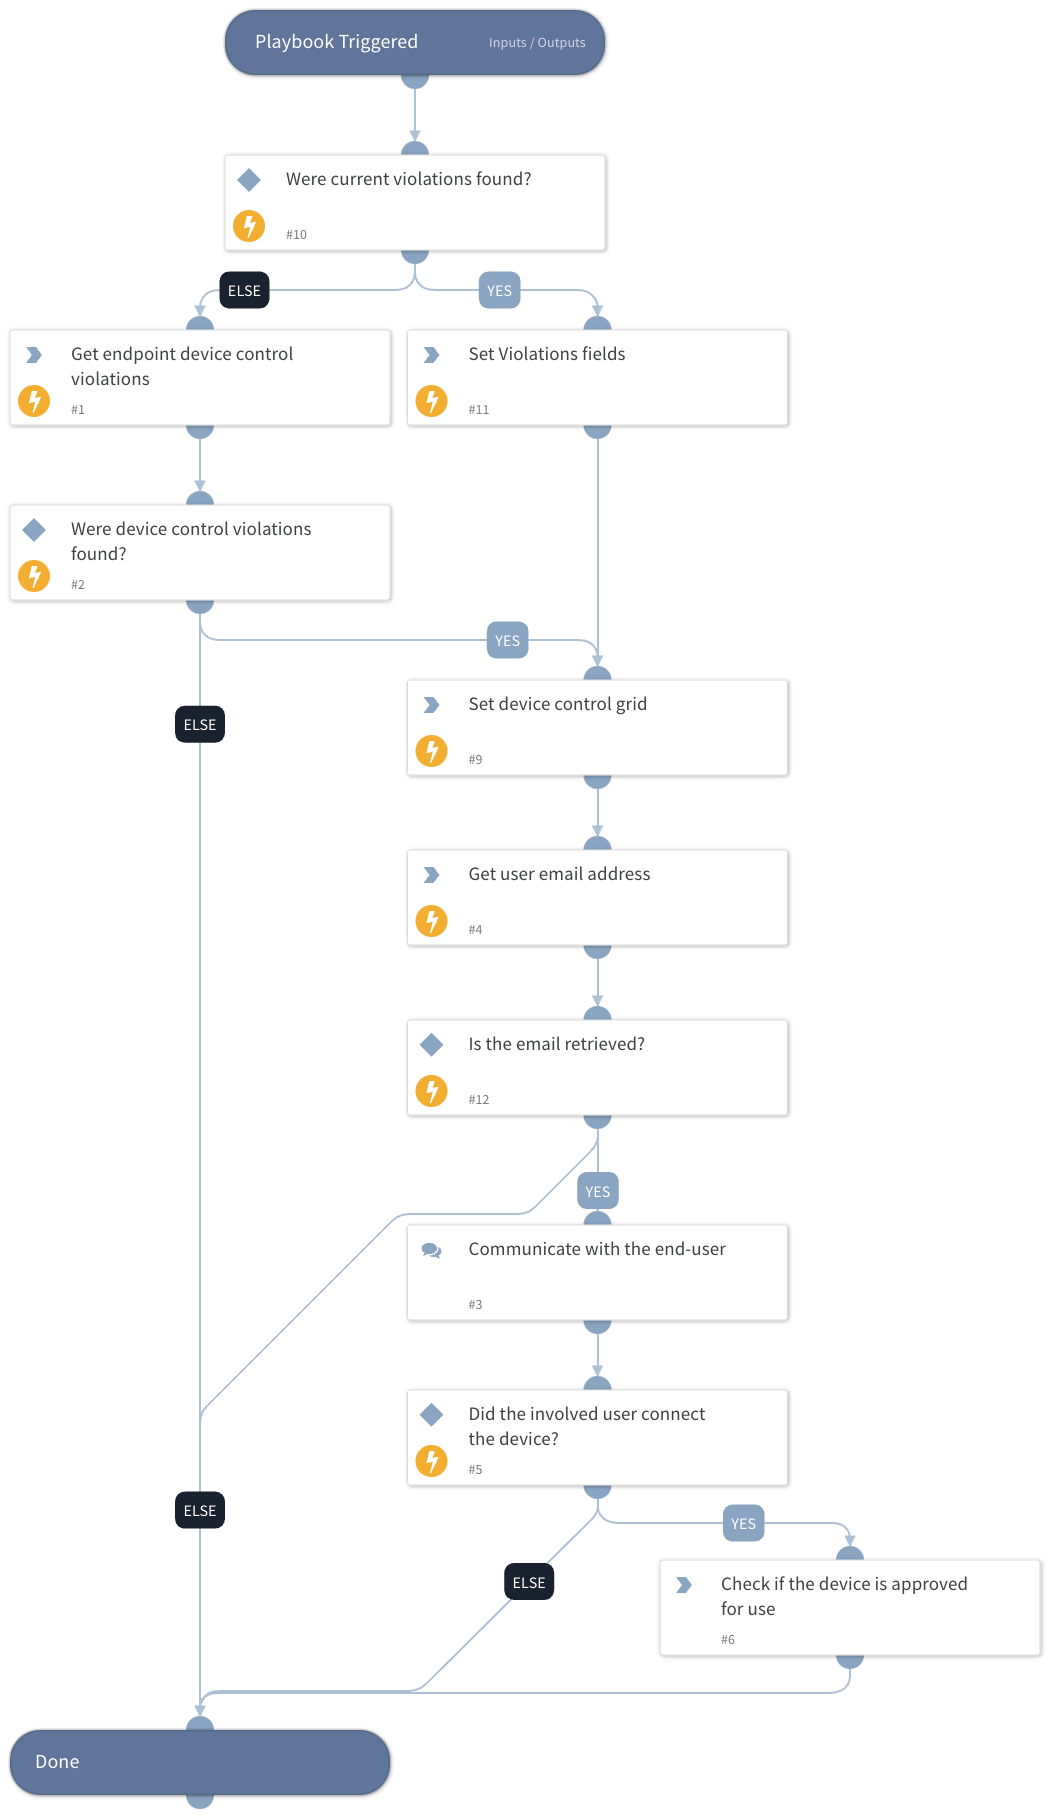 Playbook Triggered
Inputs / Outputs
Were current violations found?
#10
ELSE
YES
Get endpoint device control
violations
#1
Set Violations fields
#11
Were device control violations
found?
#2
YES
ELSE
Set device control grid
#9
Get user email address
#4
Is the email retrieved?
#12
YES
Communicate with the end-user
#3
Did the involved user connect
the device?
#5
ELSE
YES
ELSE
Check if the device is approved
for use
#6
Done